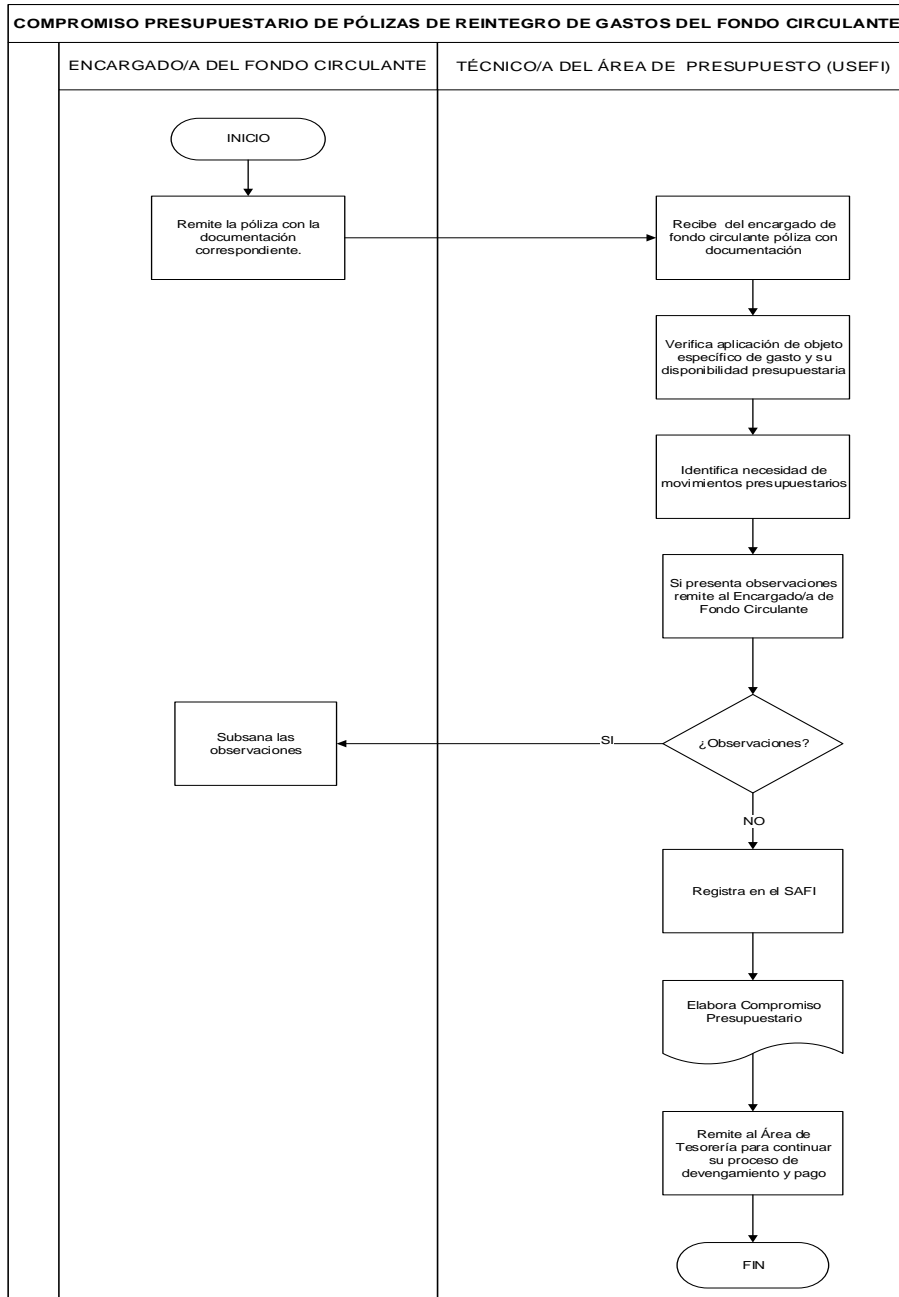 COMPROMISO PRESUPUESTARIO DE PÓLIZAS DE REINTEGRO DE GASTOS DEL FONDO CIRCULANTE
ENCARGADO/A DEL FONDO CIRCULANTE
TÉCNICO/A DEL ÁREA DE PRESUPUESTO (USEFI)
INICIO
Remite la póliza con la
documentación
correspondiente.
Recibe del encargado de
fondo circulante póliza con
documentación
Verifica aplicación de objeto
específico de gasto y su
disponibilidad presupuestaria
Identifica necesidad de
movimientos presupuestarios
Si presenta observaciones
remite al Encargado/a de
Fondo Circulante
¿Observaciones?
SI
Subsana las
observaciones
NO
Registra en el SAFI
Elabora Compromiso
Presupuestario
Remite al Área de
Tesorería para continuar
su proceso de
devengamiento y pago
FIN